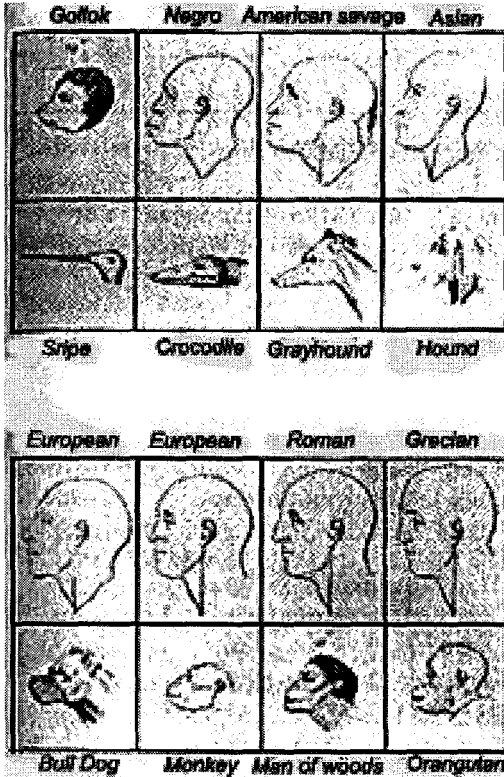 Golfok Negro American savage Asian
Snipe Crocodile Grayhound Hound
European European Roman Grecian
Bull Dog Monkey Man of woods Orangutan